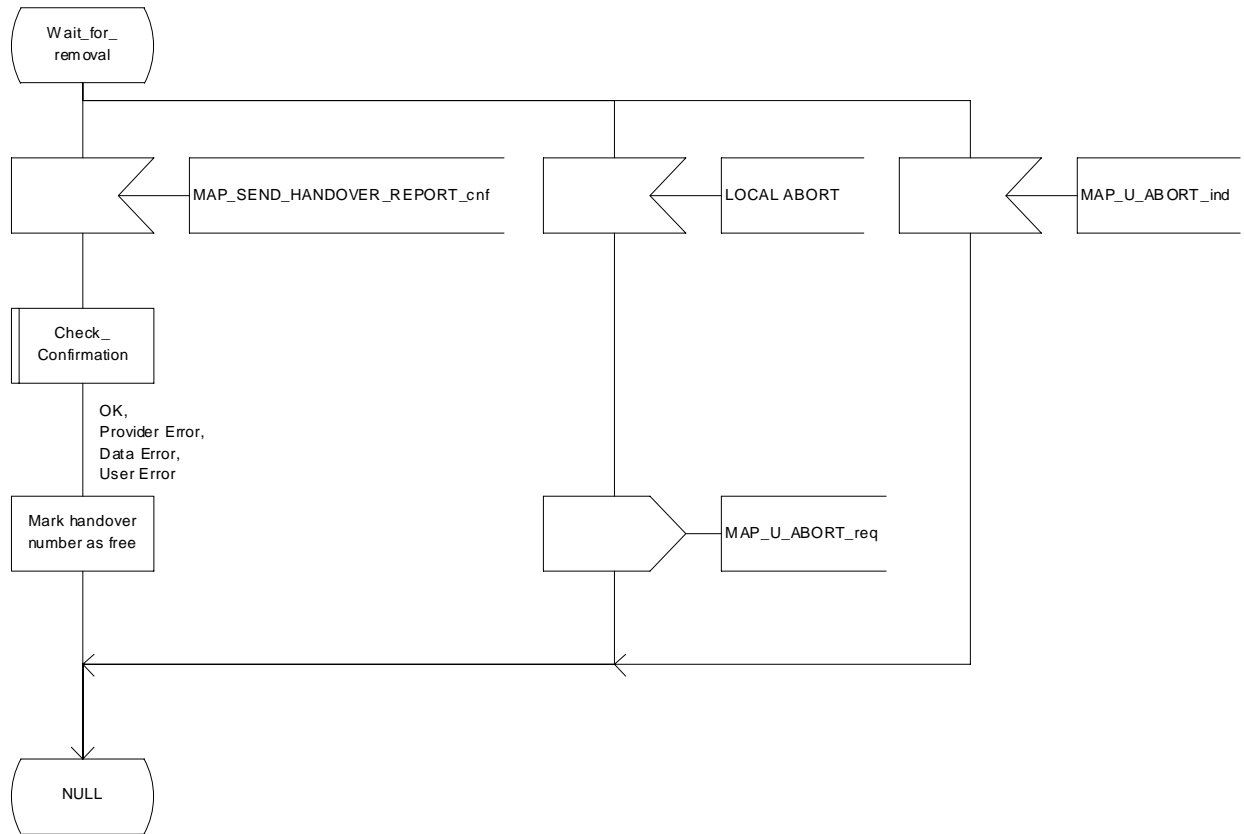 Wait_for_
removal
MAP_SEND_HANDOVER_REPORT_cnf
LOCAL ABORT
MAP_U_ABORT_ind
Check_
Confirmation
OK,
Provider Error,
Data Error,
User Error
Mark handover
number as free
MAP_U_ABORT_req
NULL